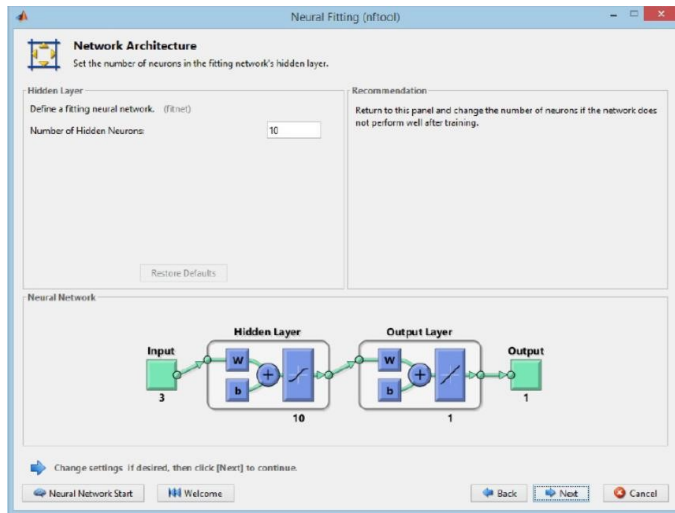 Neural Fitting (nftool)
Network Architecture
Set the number of neurons in the fitting network's hidden layer.
Hidden Layer
Define a fitting neural network. (fitnet)
Number of Hidden Neurons: 10
Restore Defaults
Recommendation
Return to this panel and change the number of neurons if the network does
not perform well after training.
Neural Network
Hidden Layer Output Layer
Input Output
W W
b b
3 10 1 1
Change settings if desired, then click [Next] to continue.
Neural Network Start Welcome Back Next Cancel